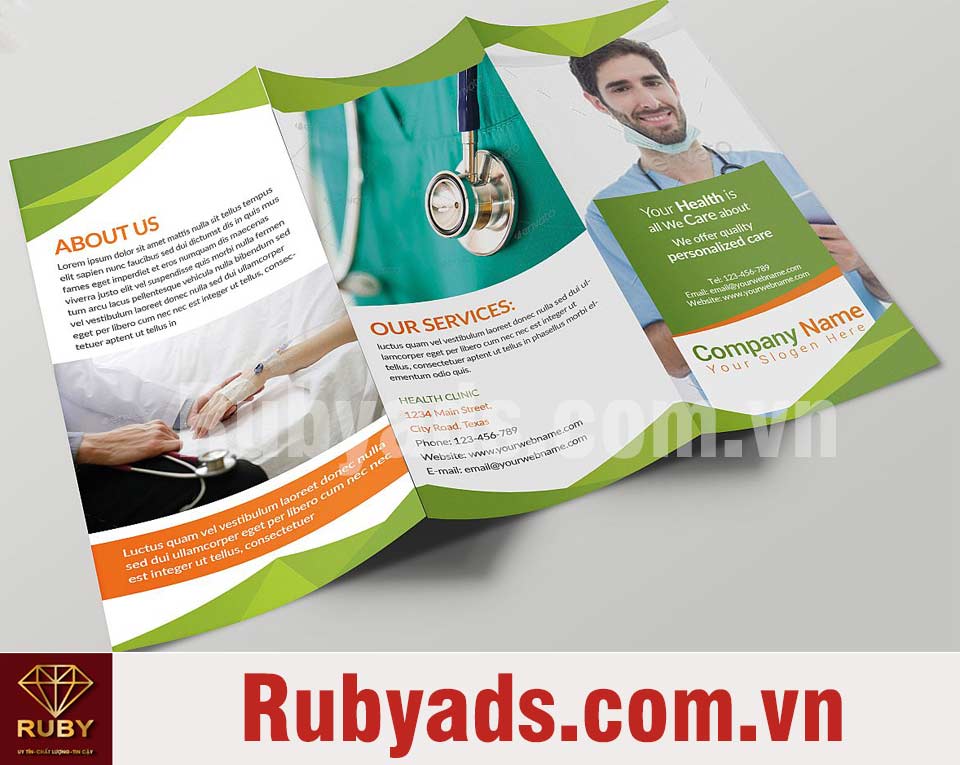 ABOUT US
Lorem ipsum dolor sit amet mattis nulla sit tellus tempus
elit sapien nunc faucibus sed dui dictumst dis in quis mus
fames eget imperdiet et eros numquam dis maecenas
viverra justo elit vel suspendisse quis morbi nulla fermen
tum arcu lacus pellentesque vehicula nulla bibendum sed
vel vestibulum laoreet donec nulla sed dui ullamcorper
eget per libero cum nec nec est integer ut tellus, consec-
tetuer aptent ut tellus in
Luctus quam vel vestibulum laoreet donec nulla
sed dui ullamcorper eget per libero cum nec nec
est integer ut tellus, consectetuer
OUR SERVICES:
luctus quam vel vestibulum laoreet donec nulla sed dui ul-
lamcorper eget per libero cum nec nec est integer ut
tellus, consectetuer aptent ut tellus in phasellus morbi el-
ementum odio quis.
HEALTH CLINIC
1234 Main Street,
City Road, Texas
Phone: 123-456-789
Website: www.yourwebname.com
E-mail: email@yourwebname.com
Your Health is
all We Care about
We offer quality
personalized care
Tel: 123-456-789
Email: email@yourwebname.com
Website: www.yourwebname.com
Company Name
Your Slogen Here
Rubyads.com.vn
RUBY
UY TÍN-CHẤT LƯỢNG-TIN CẬY
Rubyads.com.vn